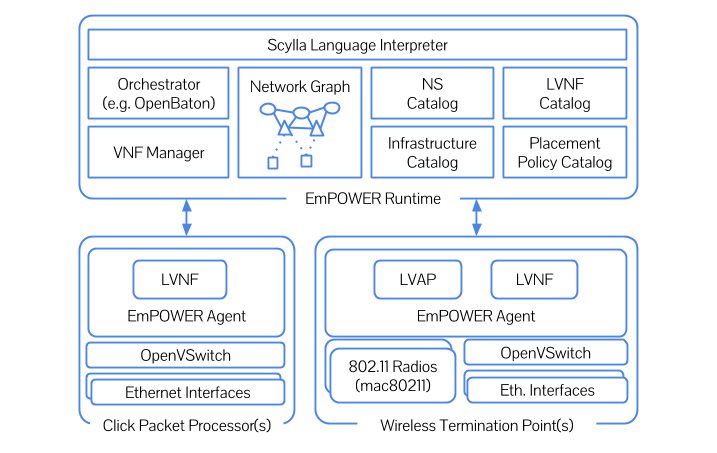 Scylla Language Interpreter
Orchestrator
(e.g. OpenBaton)
Network Graph
NS
Catalog
LVNF
Catalog
VNF Manager
Infrastructure
Catalog
Placement
Policy Catalog
EmPOWER Runtime
LVNF
EmPOWER Agent
OpenVSwitch
Ethernet Interfaces
Click Packet Processor(s)
LVAP
LVNF
EmPOWER Agent
802.11 Radios
(mac80211)
OpenVSwitch
Eth. Interfaces
Wireless Termination Point(s)